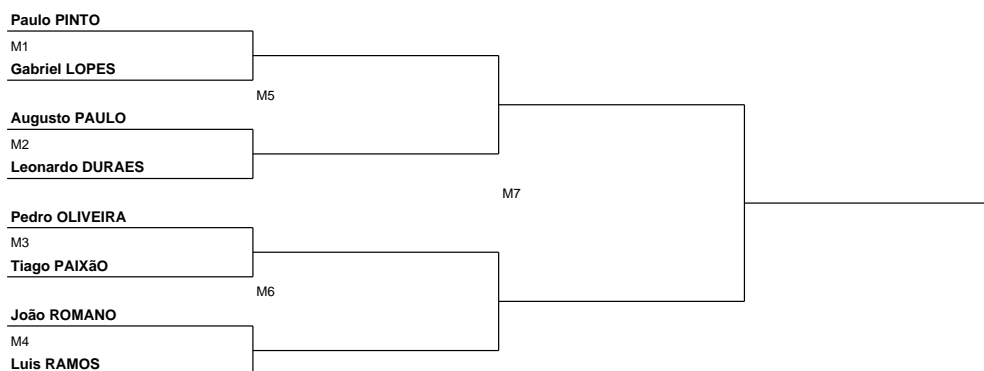 Paulo PINTO
M1
Gabriel LOPES
M5
Augusto PAULO
M2
Leonardo DURAES
M7
Pedro OLIVEIRA
M3
Tiago PAIXãO
M6
João ROMANO
M4
Luis RAMOS